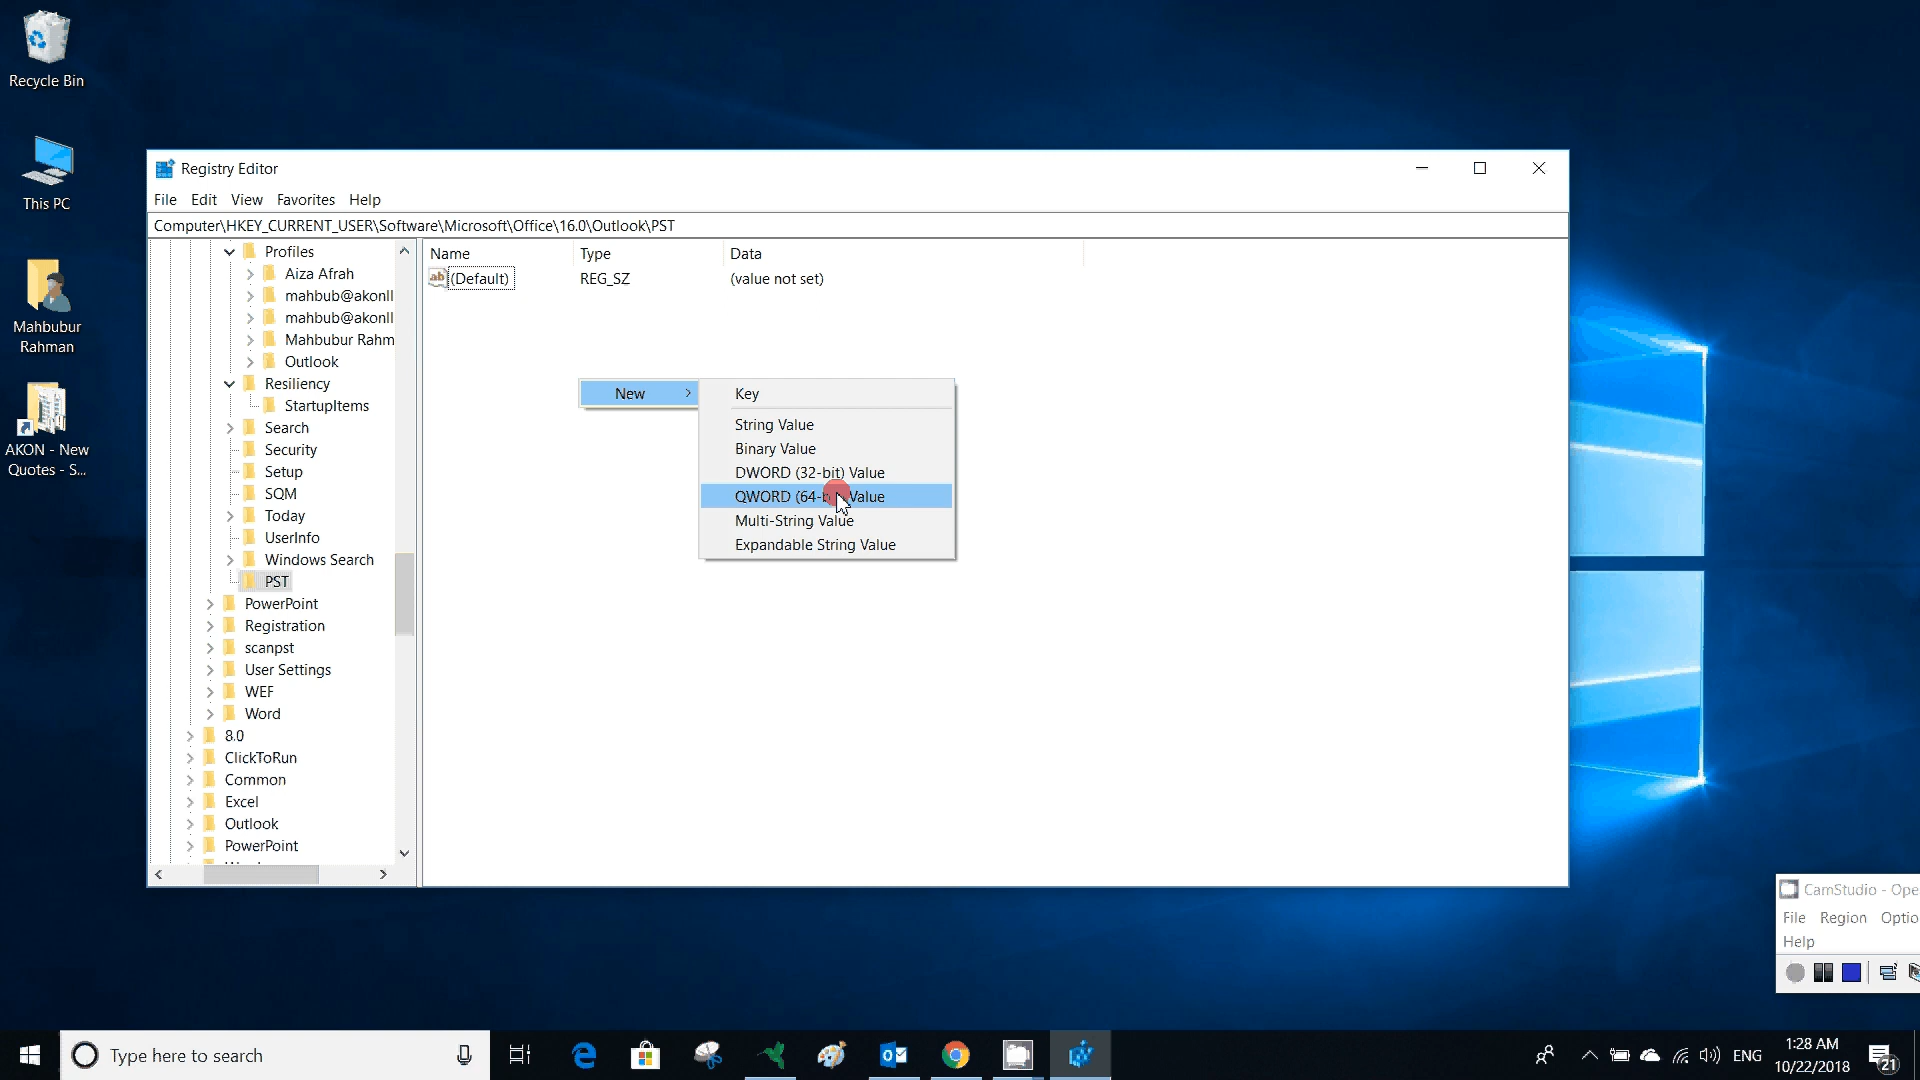 Recycle Bin
This PC
Mahbubur
Rahman
AKON - New
Quotes - S...
Registry Editor
File Edit View Favorites Help
Computer\HKEY_CURRENT_USER\Software\Microsoft\Office\16.0\Outlook\PST
Profiles
Aiza Afrah
mahbub@akonll
mahbub@akonll
Mahbubur Rahm
Outlook
Resiliency
StartupItems
Search
Security
Setup
SQM
Today
UserInfo
Windows Search
PST
PowerPoint
Registration
scanpst
User Settings
WEF
Word
8.0
ClickToRun
Common
Excel
Outlook
PowerPoint
Name Type Data
ab (Default) REG_SZ (value not set)
New
Key
String Value
Binary Value
DWORD (32-bit) Value
QWORD (64-b Value
Multi-String Value
Expandable String Value
CamStudio - Ope
File Region Optio
Help
Type here to search
ENG
1:28 AM
10/22/2018
21